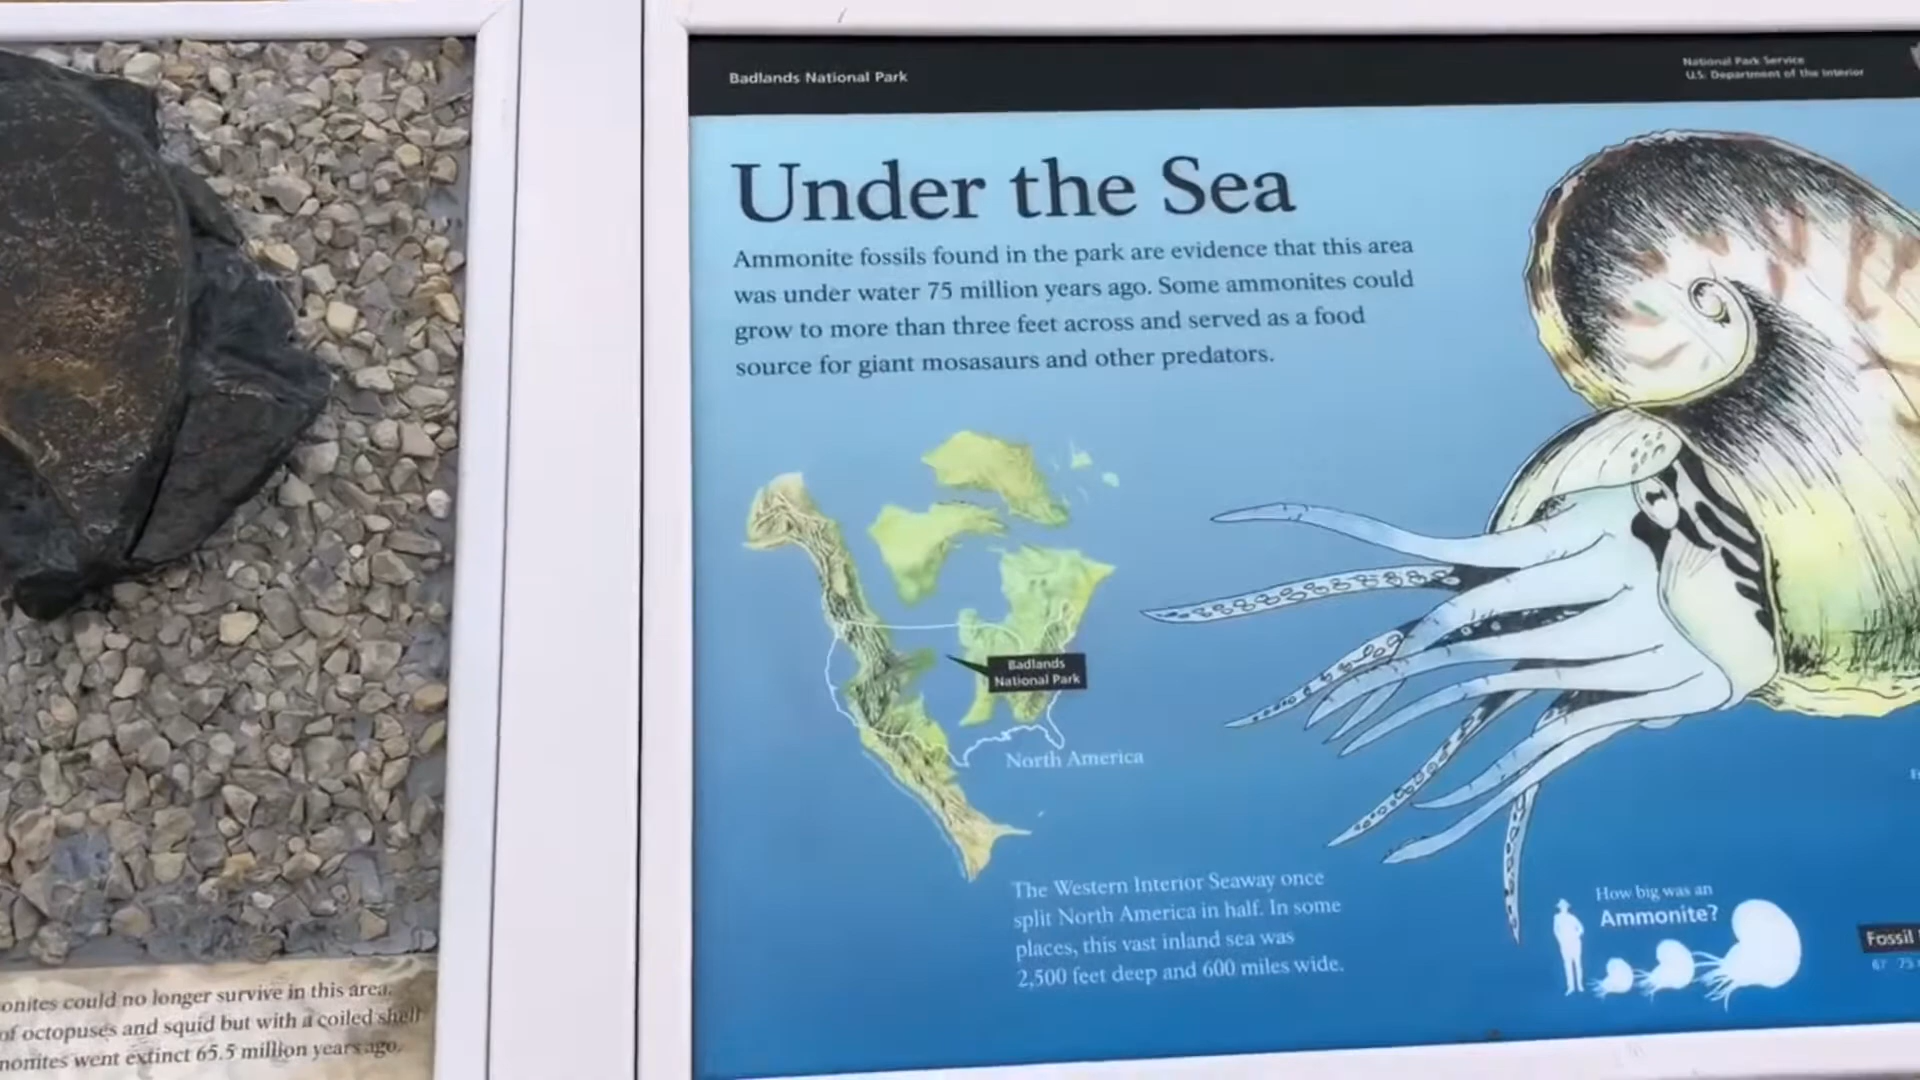 onites could no longer survive in this area.
of octopuses and squid but with a coiled shell
nonites went extinct 65.5 million years ago.
Badlands National Park
National Park Service
U.S. Department of the Interior
Under the Sea
Ammonite fossils found in the park are evidence that this area
was under water 75 million years ago. Some ammonites could
grow to more than three feet across and served as a food
source for giant mosasaurs and other predators.
Badlands
National Park
North America
The Western Interior Seaway once
split North America in half. In some
places, this vast inland sea was
2,500 feet deep and 600 miles wide.
How big was an
Ammonite?
Fossil
67 75